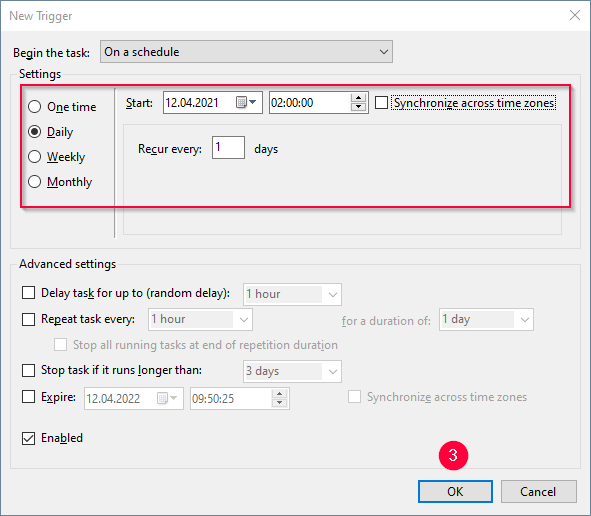 New Trigger
Begin the task: On a schedule
Settings
One time
Start: 12.04.2021 02:00:00 Synchronize across time zones
Daily
Recur every: 1 days
Weekly
Monthly
Advanced settings
Delay task for up to (random delay): 1 hour
Repeat task every: 1 hour for a duration of: 1 day
Stop all running tasks at end of repetition duration
Stop task if it runs longer than: 3 days
Expire: 12.04.2022 09:50:25 Synchronize across time zones
Enabled
3
OK Cancel